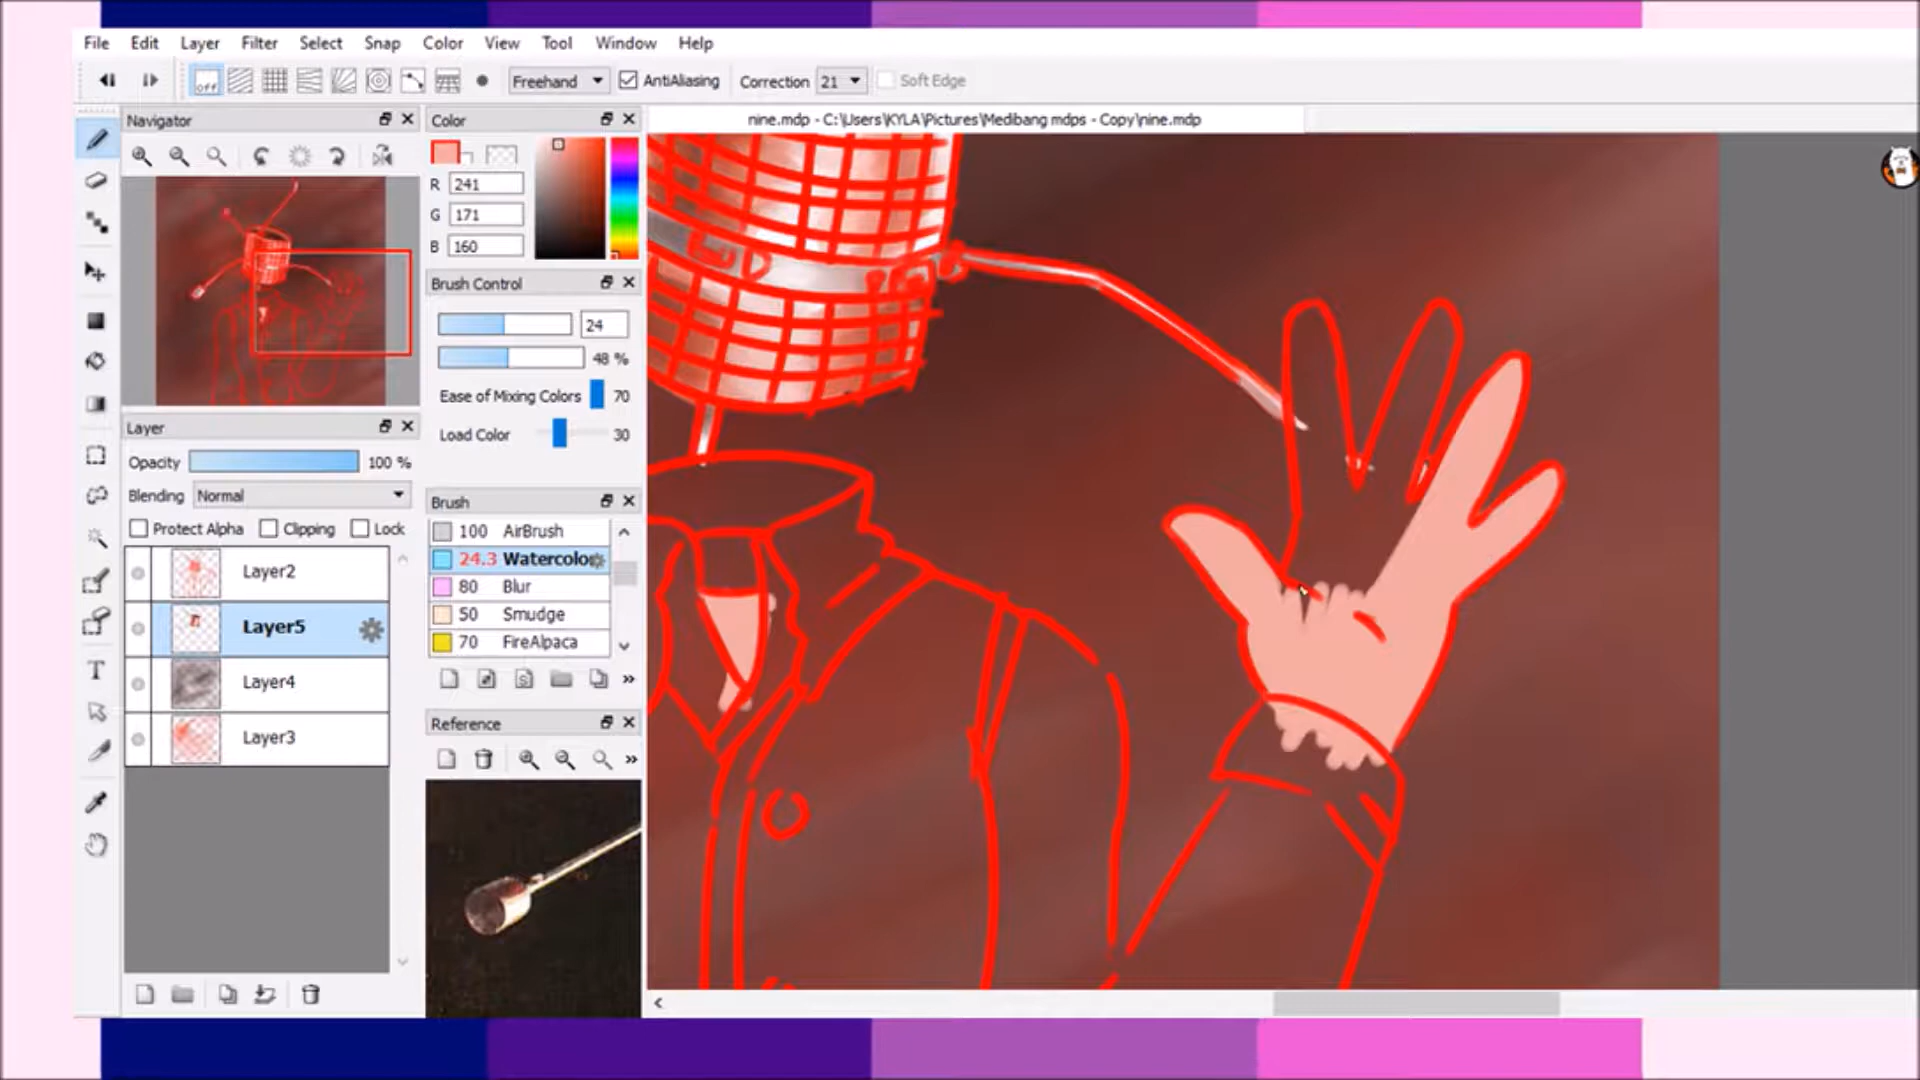 File Edit Layer Filter Select Snap Color View Tool Window Help
OFF Freehand AntiAliasing Correction 21 Soft Edge
Navigator
Color
nine.mdp - C:\Users\KYLA\Pictures\Medibang mdps - Copy\nine.mdp
R 241
G 171
B 160
Brush Control
24
48 %
Ease of Mixing Colors 70
Load Color 30
Layer
Opacity 100 %
Blending Normal
Protect Alpha Clipping Lock
Layer2
Layer5
Layer4
Layer3
Brush
100 AirBrush
24.3 Watercolo
80 Blur
50 Smudge
70 FireAlpaca
Reference